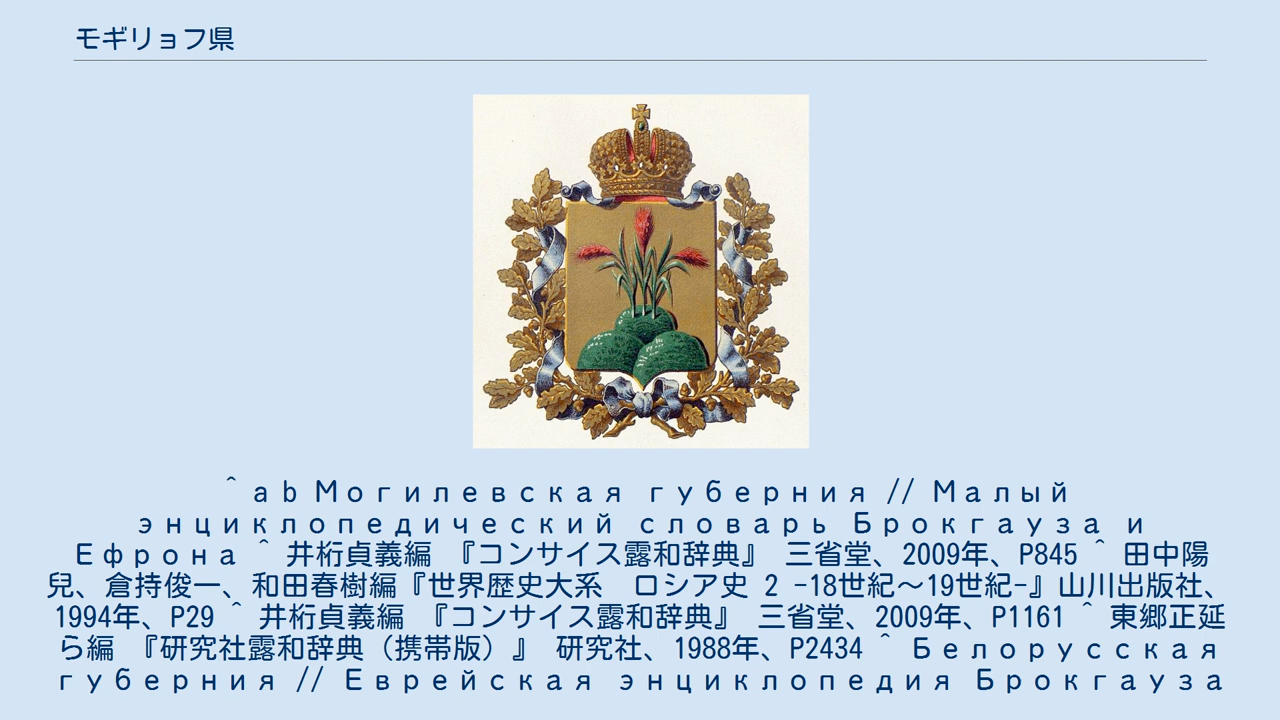 モギリョフ県
^ a b Могилевская губерния // Малый
энциклопедический словарь Брокгауза и
Ефрона ^ 井桁貞義編 『コンサイス露和辞典』 三省堂、2009年、P845 ^ 田中陽
兒、倉持俊一、和田春樹編『世界歴史大系　ロシア史 2 -18世紀～19世紀-』山川出版社、
1994年、P29 ^ 井桁貞義編 『コンサイス露和辞典』 三省堂、2009年、P1161 ^ 東郷正延
ら編 『研究社露和辞典（携帯版）』 研究社、1988年、P2434 ^ Белорусская
губерния // Еврейская энциклопедия Брокгауза